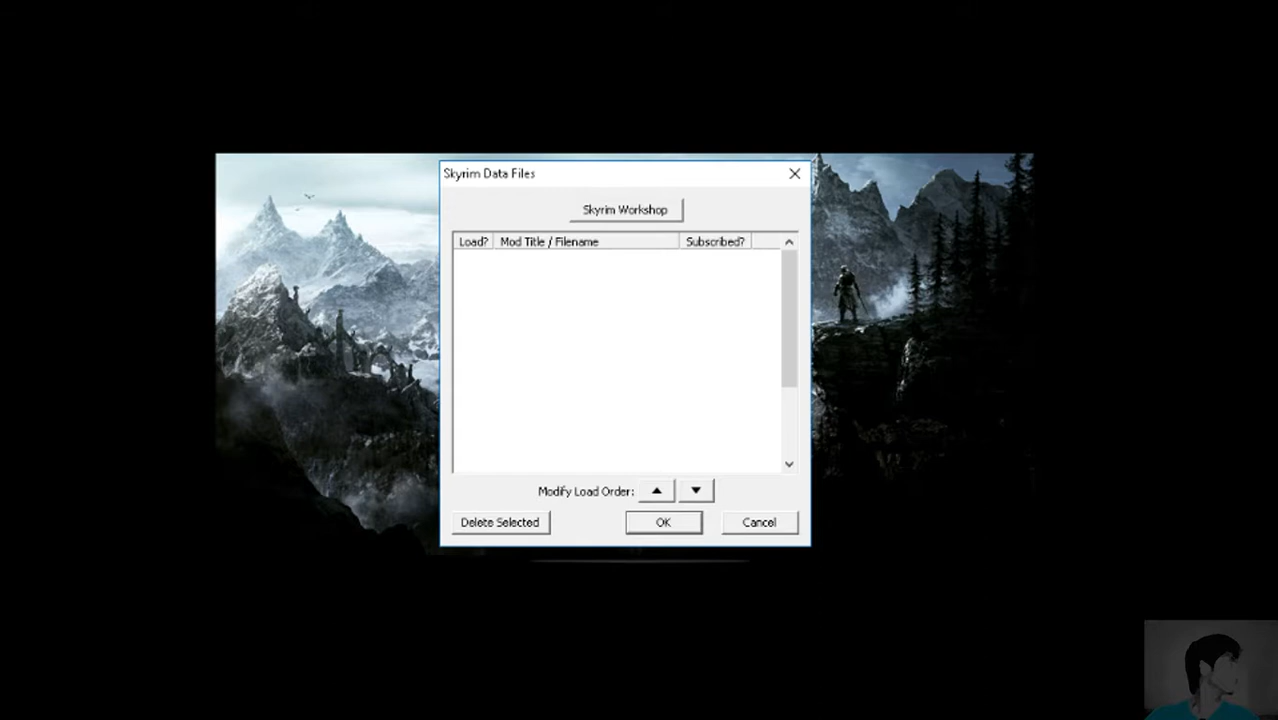 Skyrim Data Files
Skyrim Workshop
Load? Mod Title / Filename Subscribed?
Modify Load Order:
Delete Selected OK Cancel